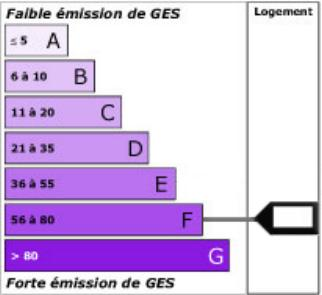 Faible émission de GES
Logement
≤ 5 A
6 à 10 B
11 à 20 C
21 à 35 D
36 à 55 E
56 à 80 F
> 80 G
Forte émission de GES